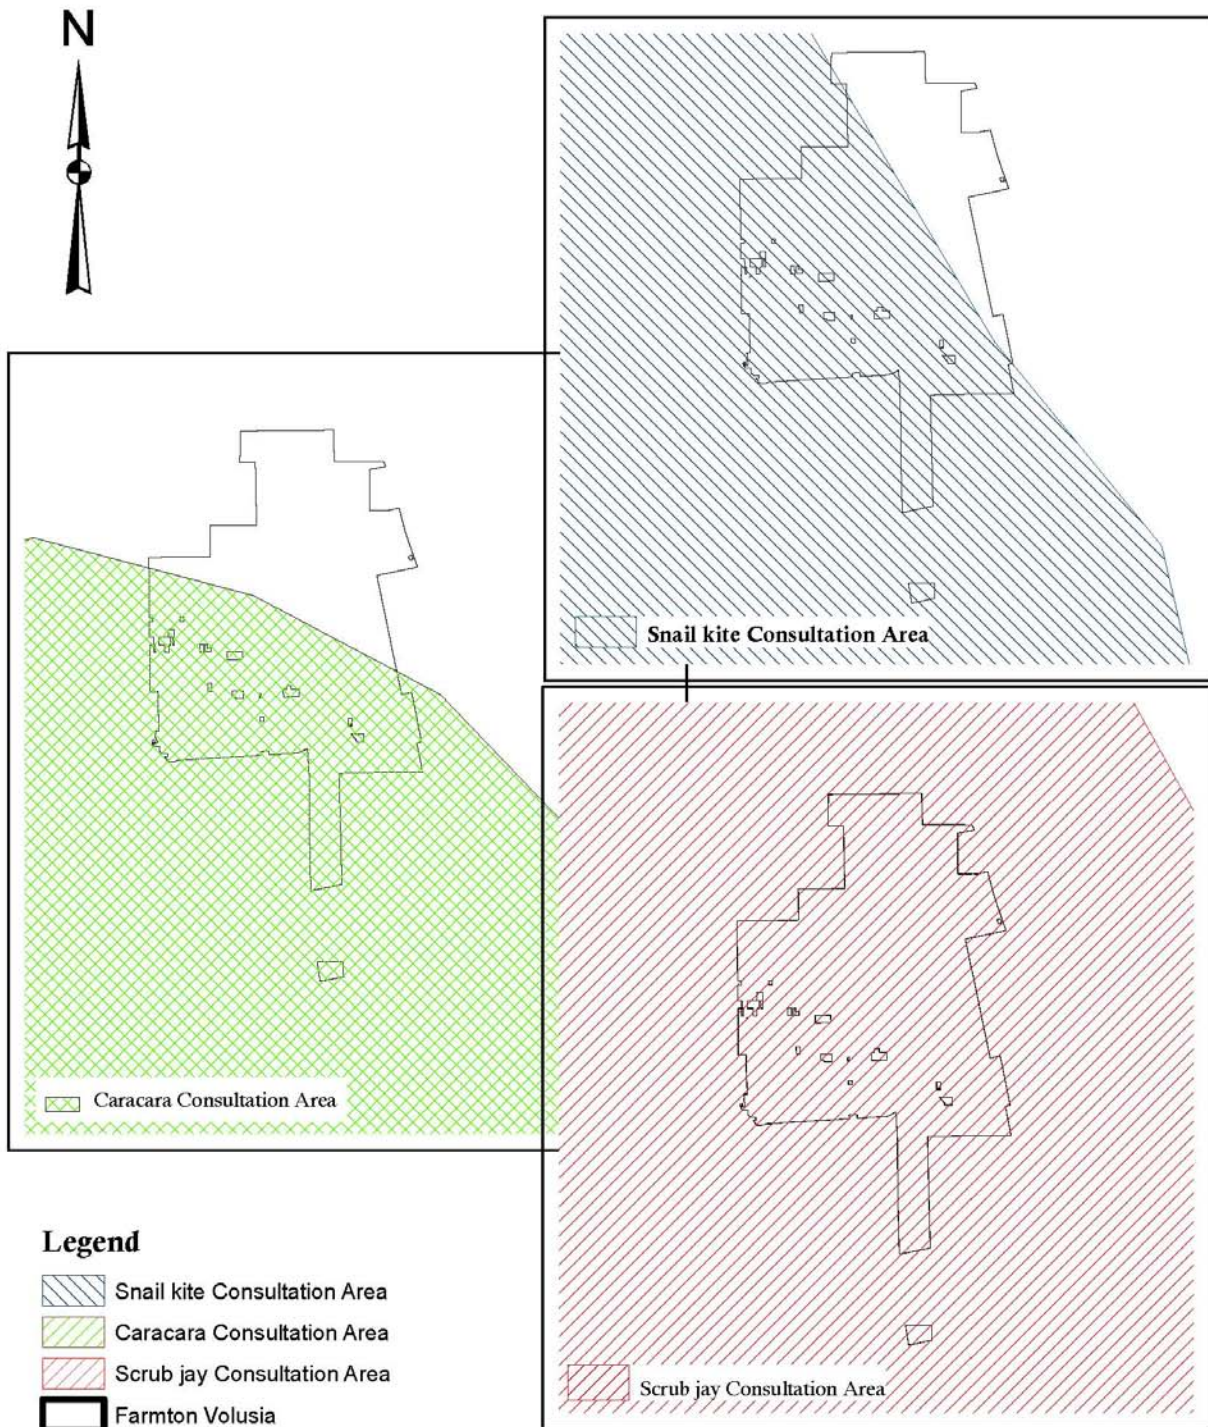 N
Snail kite Consultation Area
Caracara Consultation Area
Scrub jay Consultation Area
Legend
Snail kite Consultation Area
Caracara Consultation Area
Scrub jay Consultation Area
Farmton Volusia